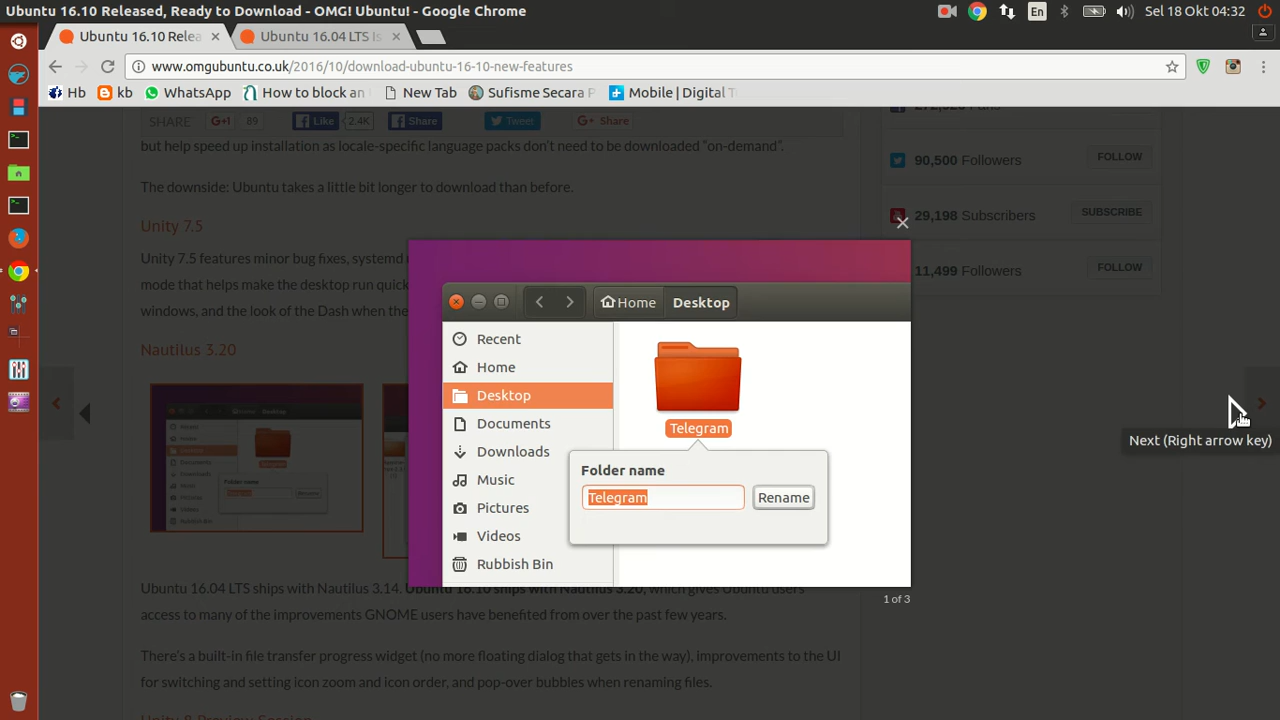 Ubuntu 16.10 Released, Ready to Download - OMG! Ubuntu! - Google Chrome
En
Sel 18 Okt 04:32
Ubuntu 16.10 Relea
Ubuntu 16.04 LTS Is
www.omgubuntu.co.uk/2016/10/download-ubuntu-16-10-new-features
Hb
kb
WhatsApp
How to block an
New Tab
Sufisme Secara P
Mobile | Digital T
SHARE
G+1
89
Like
2.4K
Share
Tweet
G+ Share
but help speed up installation as locale-specific language packs don't need to be downloaded "on-demand".
The downside: Ubuntu takes a little bit longer to download than before.
Unity 7.5
Unity 7.5 features minor bug fixes, systemd
mode that helps make the desktop run quick
windows, and the look of the Dash when the
Nautilus 3.20
90,500 Followers
FOLLOW
29,198 Subscribers
SUBSCRIBE
11,499 Followers
FOLLOW
Home
Desktop
Recent
Home
Desktop
Documents
Downloads
Music
Pictures
Videos
Rubbish Bin
Telegram
Folder name
Telegram
Rename
1 of 3
Next (Right arrow key)
Ubuntu 16.04 LTS ships with Nautilus 3.14. Ubuntu 16.10 ships with Nautilus 3.20, which gives Ubuntu users
access to many of the improvements GNOME users have benefited from over the past few years.
There's a built-in file transfer progress widget (no more floating dialog that gets in the way), improvements to the UI
for switching and setting icon zoom and icon order, and pop-over bubbles when renaming files.
Unity 8 Preview Session